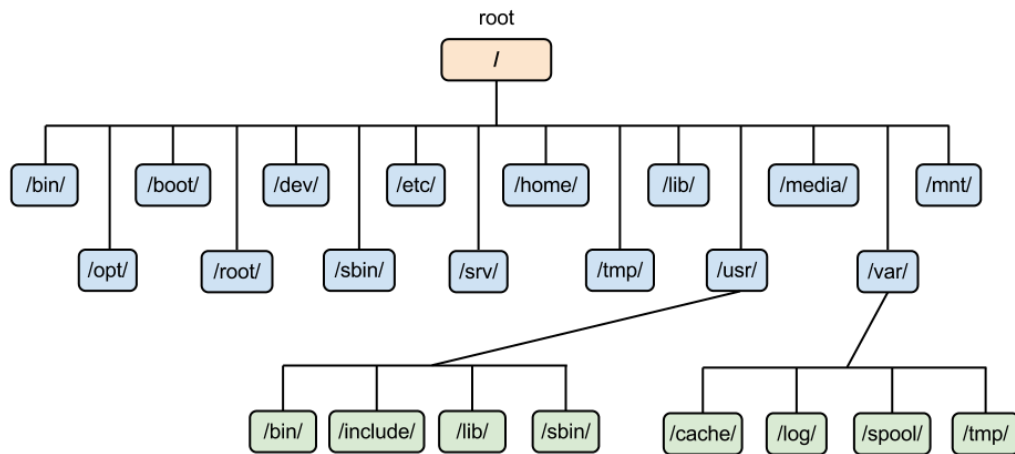 root
/
/bin/
/boot/
/dev/
/etc/
/home/
/lib/
/media/
/mnt/
/opt/
/root/
/sbin/
/srv/
/tmp/
/usr/
/var/
/bin/
/include/
/lib/
/sbin/
/cache/
/log/
/spool/
/tmp/